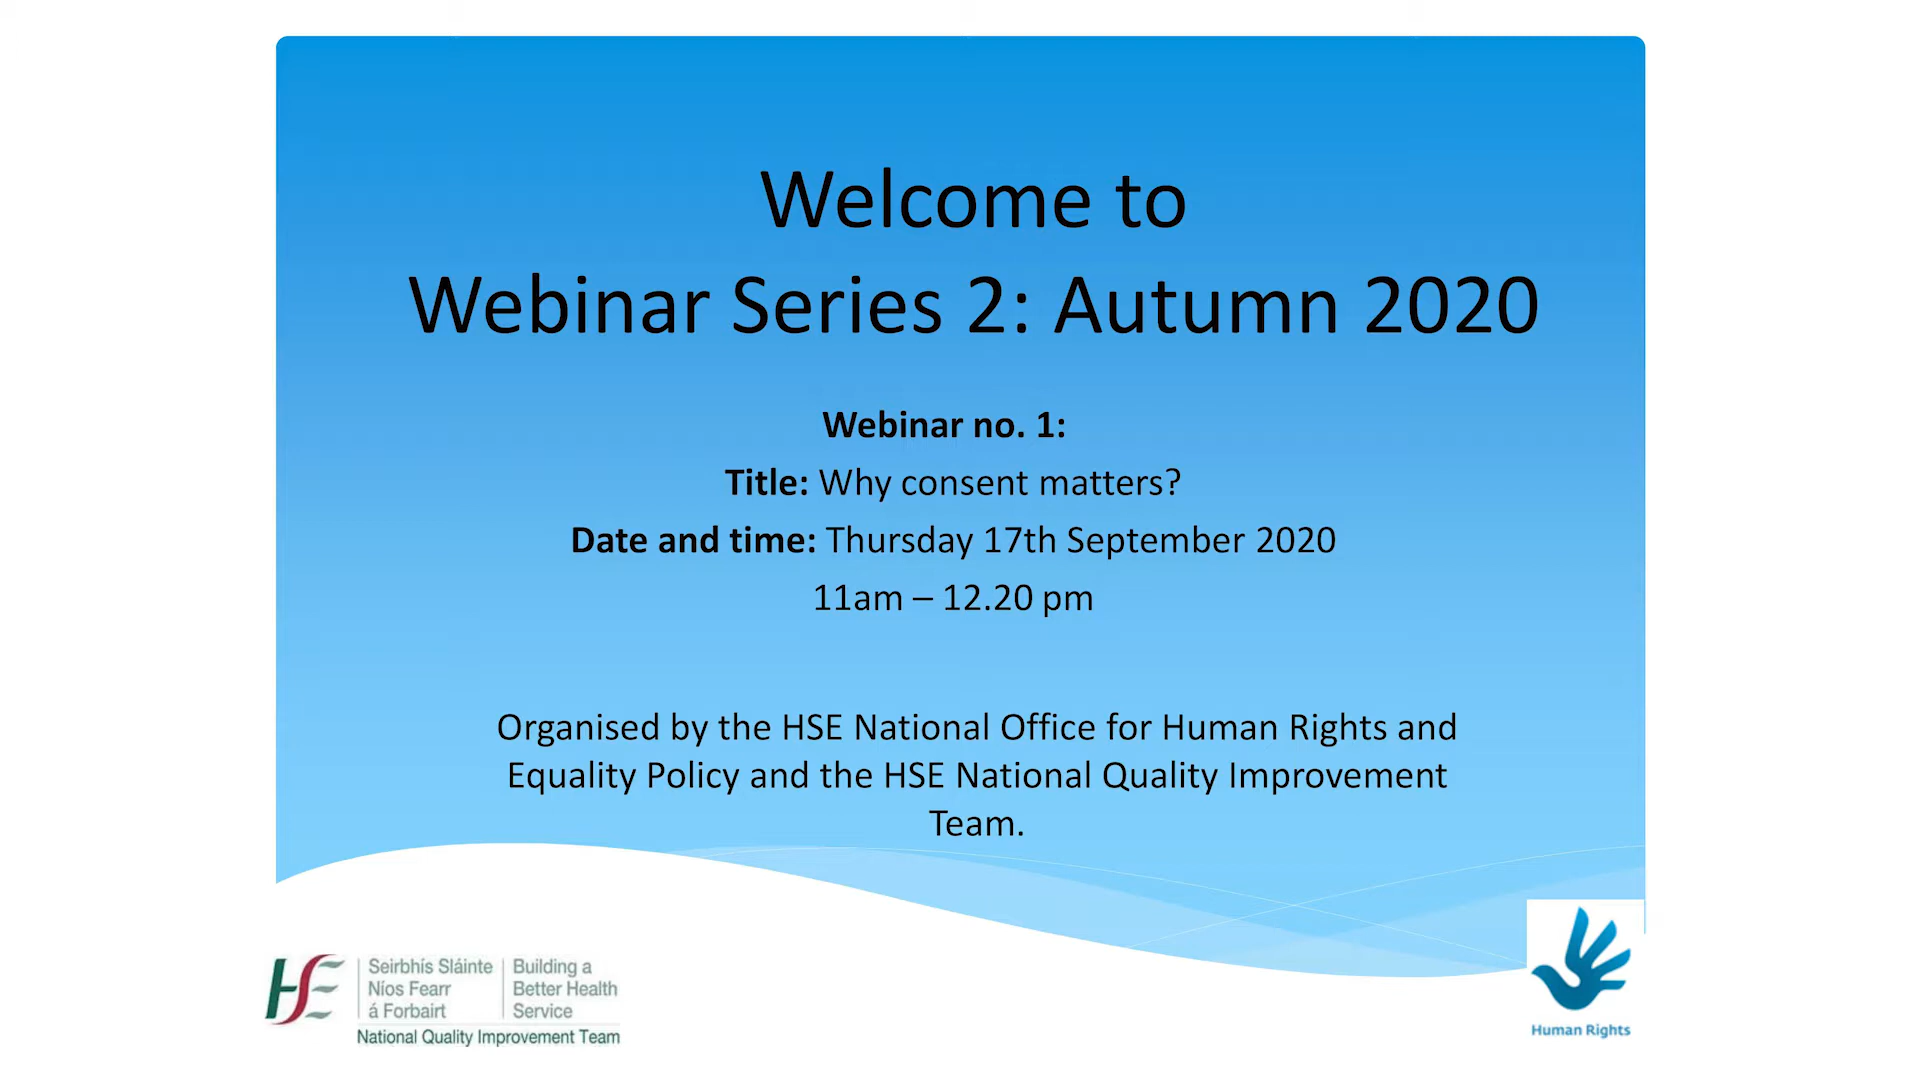 Welcome to
Webinar Series 2: Autumn 2020
Webinar no. 1:
Title: Why consent matters?
Date and time: Thursday 17th September 2020
11am – 12.20 pm
Organised by the HSE National Office for Human Rights and
Equality Policy and the HSE National Quality Improvement
Team.
HSE
Seirbhís Sláinte
Níos Fearr
á Forbairt
Building a
Better Health
Service
National Quality Improvement Team
Human Rights